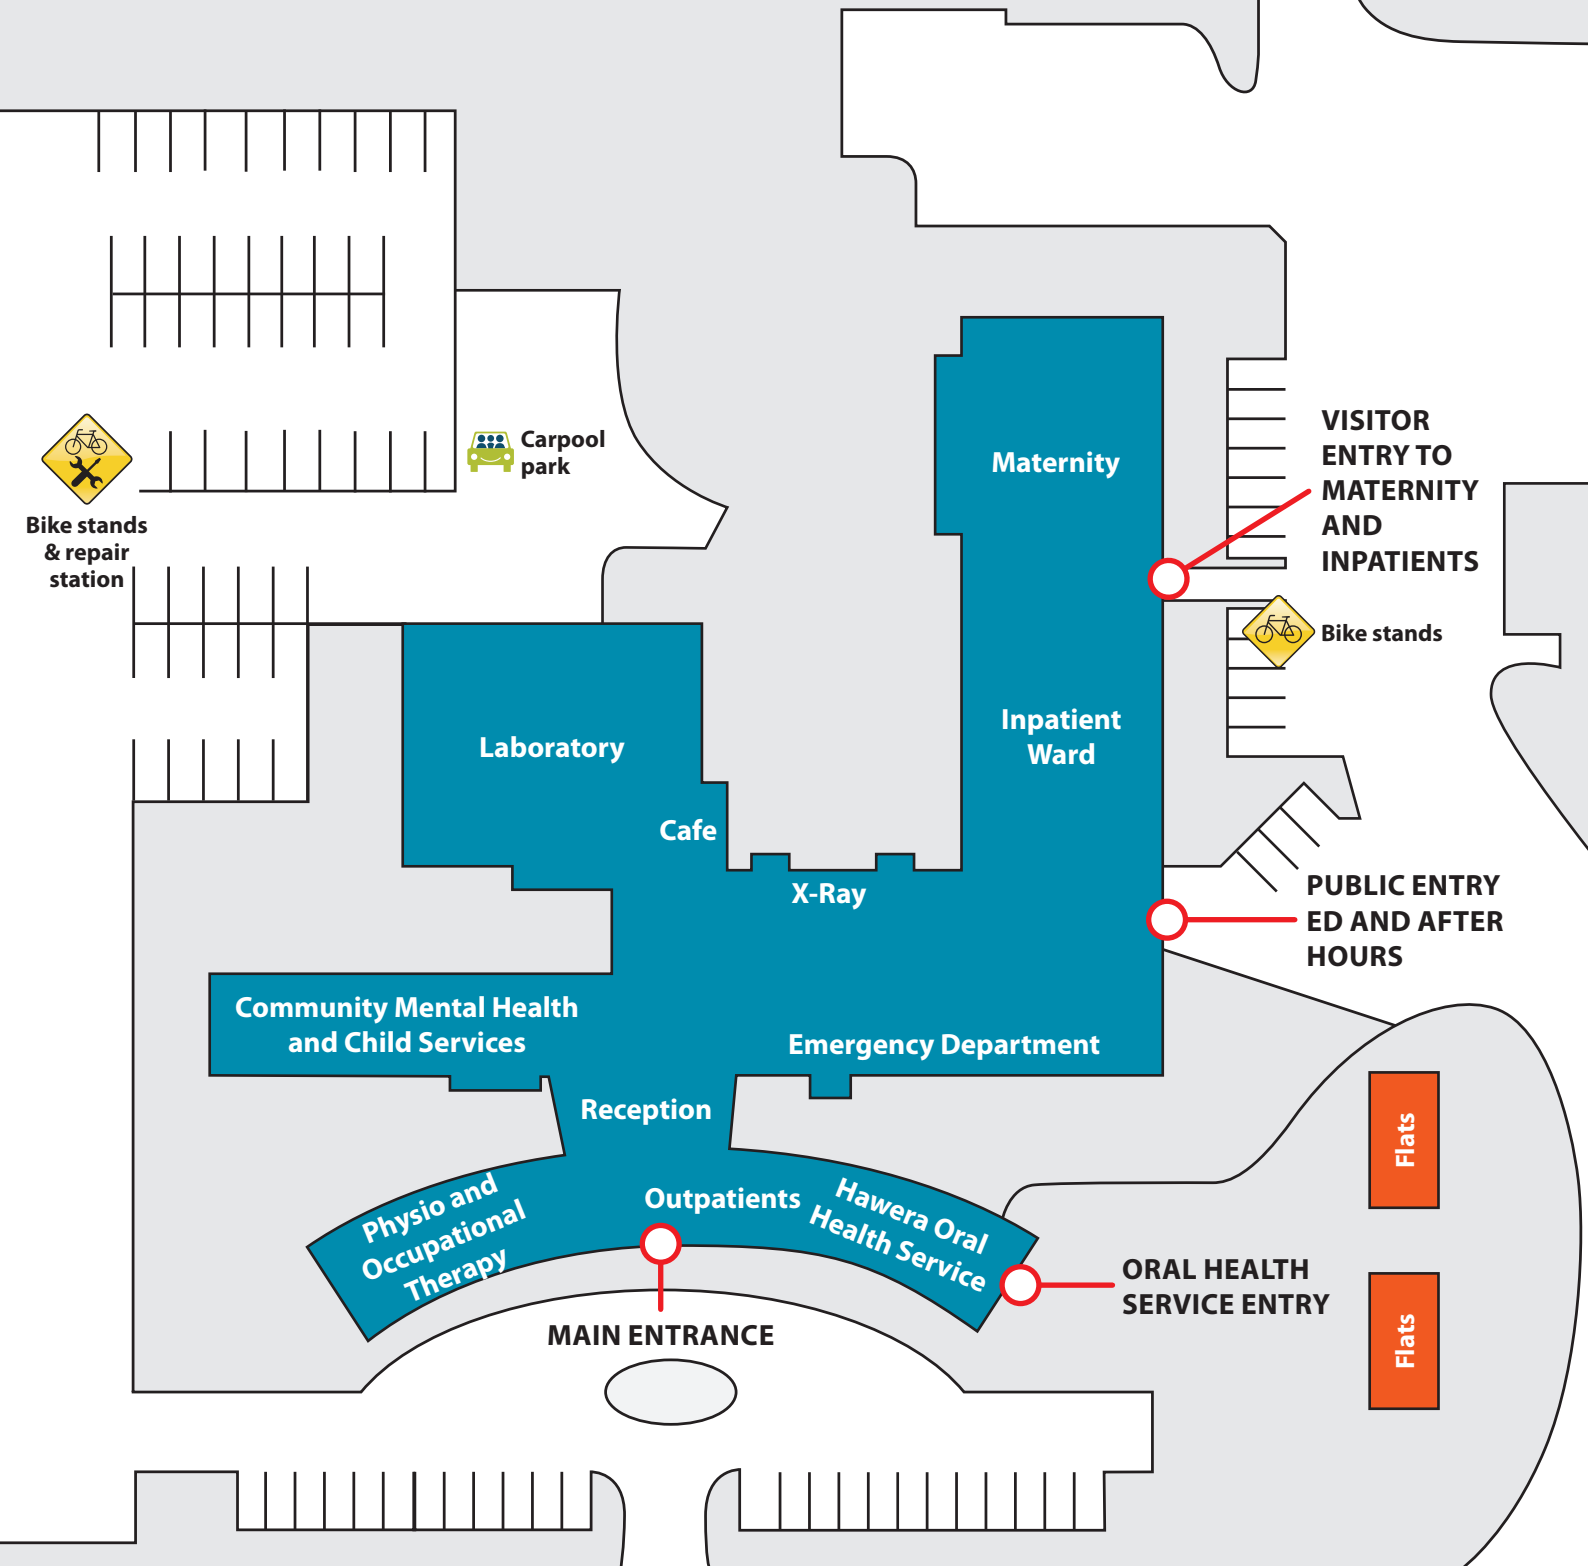 Carpool
park
Bike stands
& repair
station
VISITOR
ENTRY TO
MATERNITY
AND
INPATIENTS
Maternity
Bike stands
Inpatient
Ward
Laboratory
Cafe
X-Ray
PUBLIC ENTRY
ED AND AFTER
HOURS
Community Mental Health
and Child Services
Emergency Department
Reception
Flats
Physio and
Occupational
Therapy
Outpatients
Hawera Oral
Health Service
ORAL HEALTH
SERVICE ENTRY
MAIN ENTRANCE
Flats